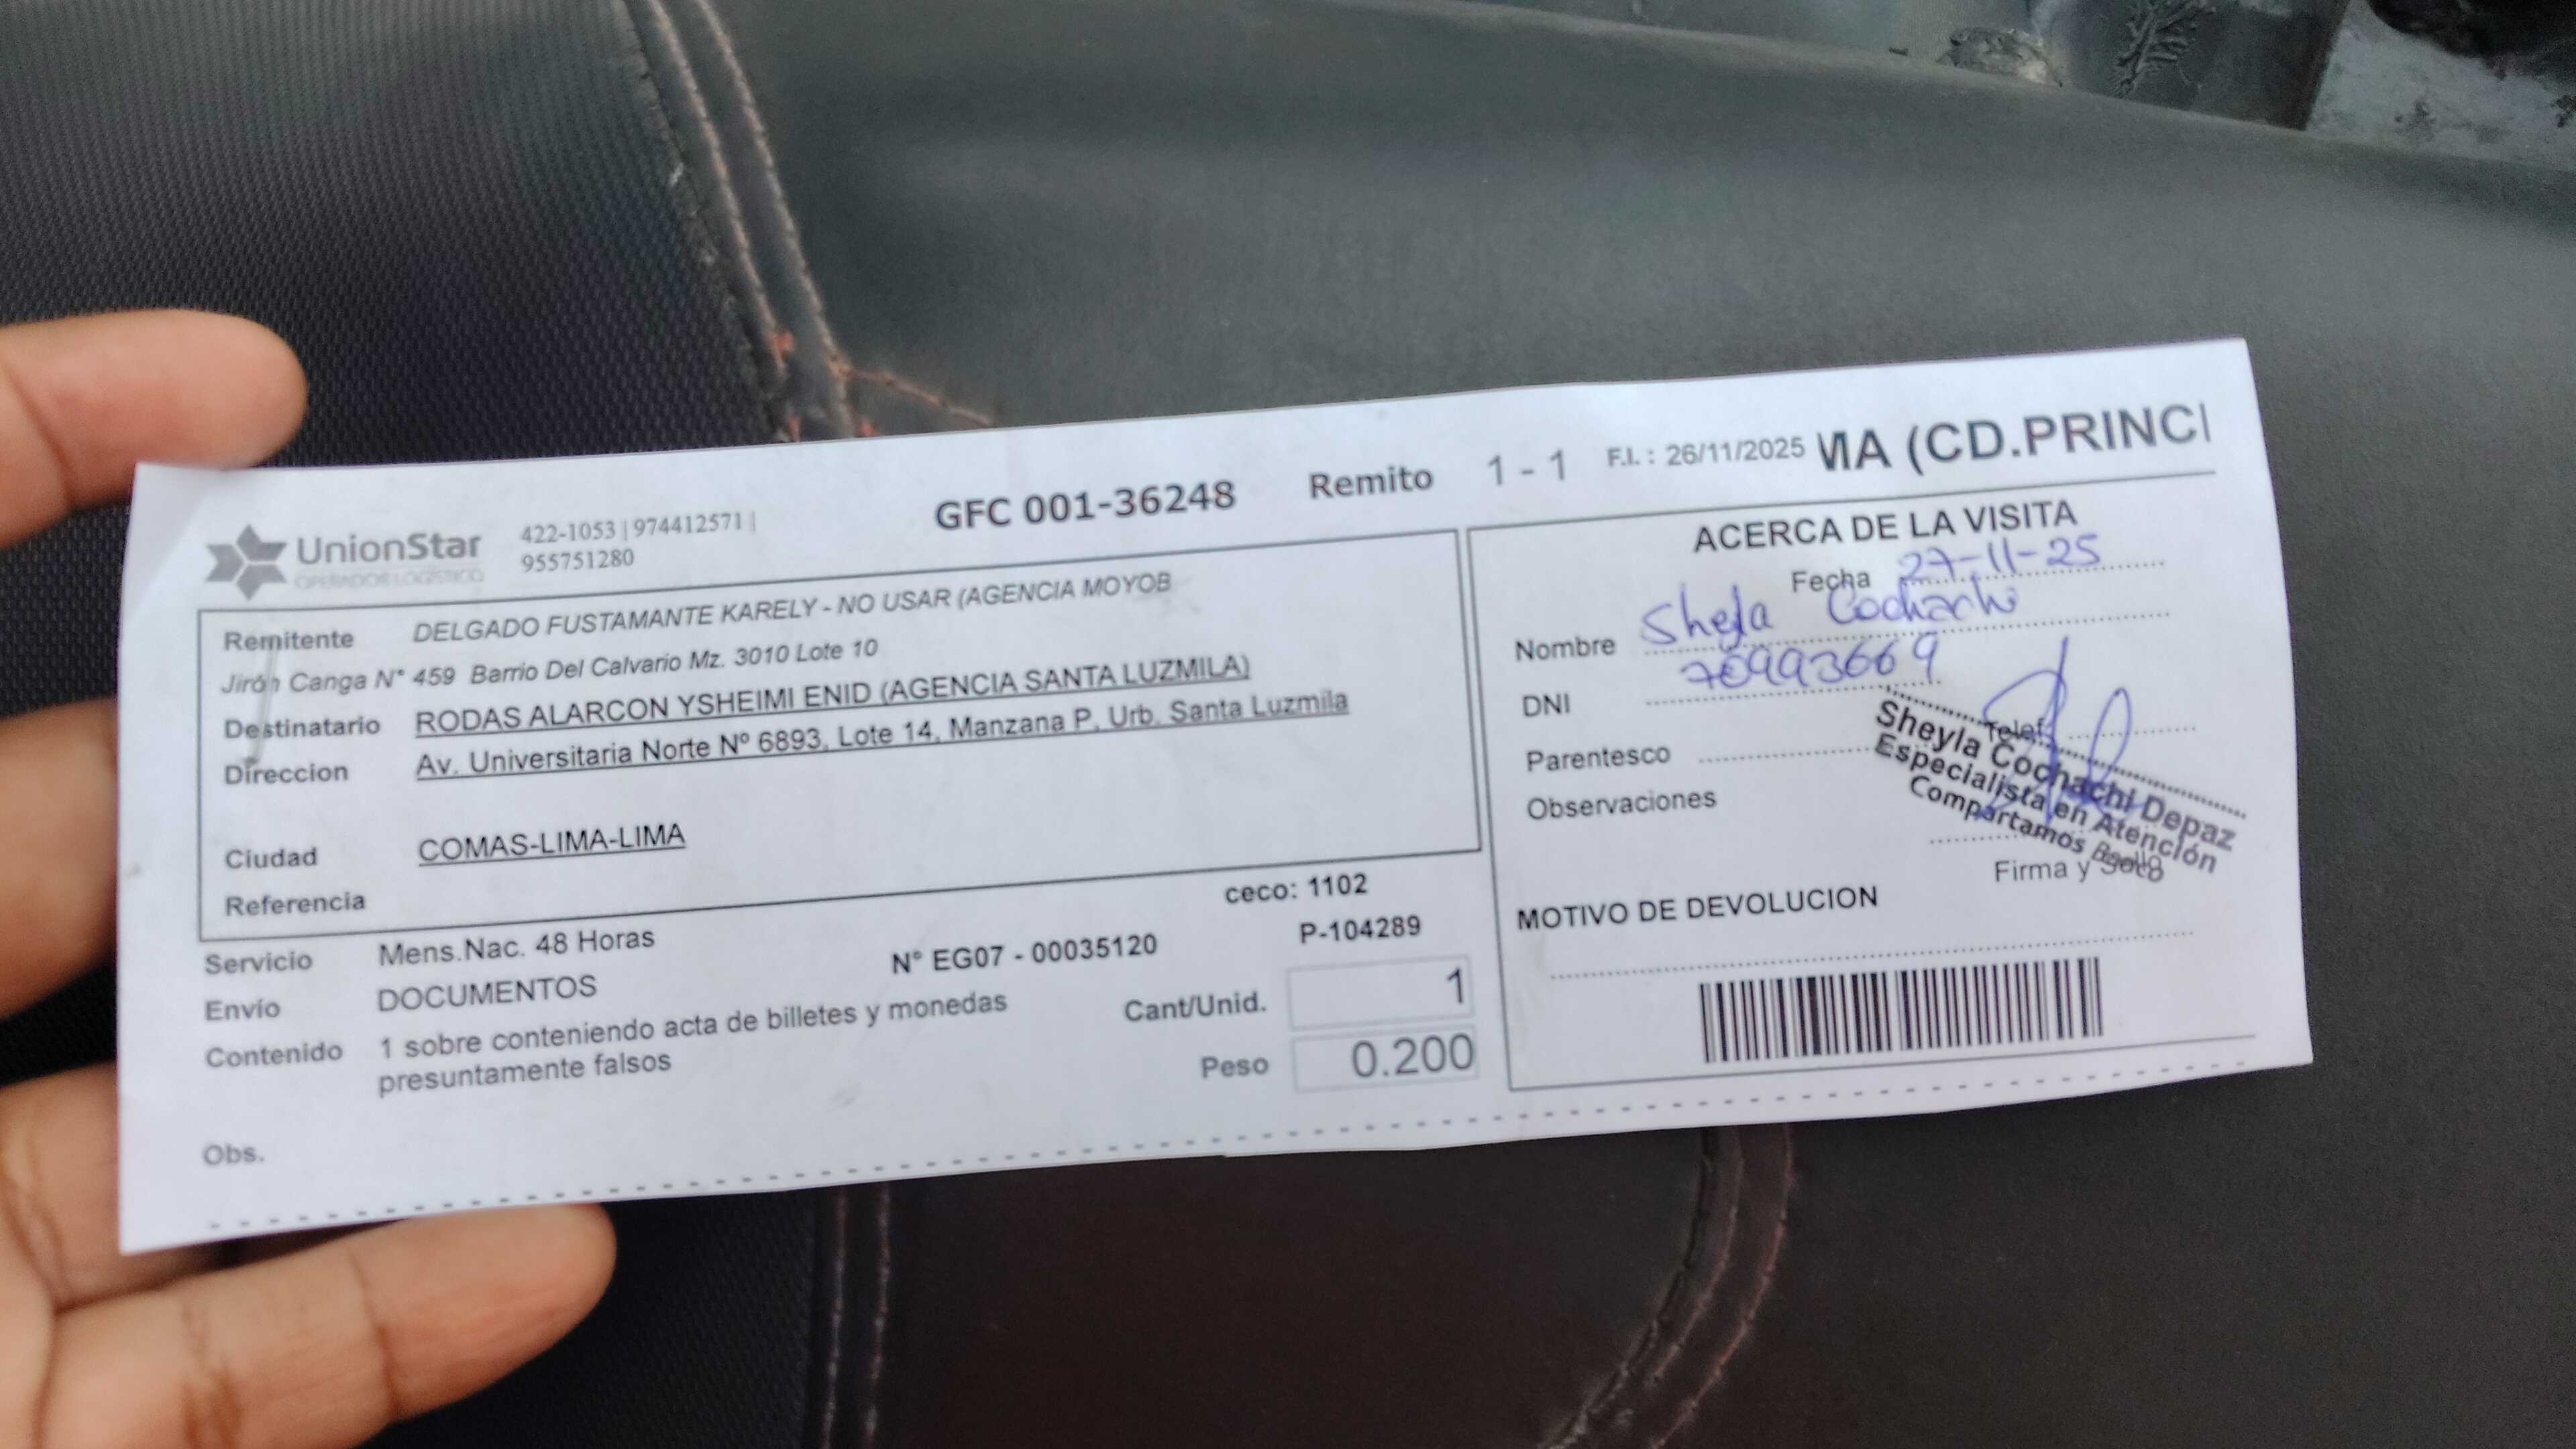 UnionStar
OPERADOR LOGÍSTICO
422-1053 | 974412571 |
955751280
GFC 001-36248
Remito 1 - 1
F.I. : 26/11/2025
MA (CD.PRINCI
Remitente DELGADO FUSTAMANTE KARELY - NO USAR (AGENCIA MOYOB
Jirón Canga N° 459 Barrio Del Calvario Mz. 3010 Lote 10
Destinatario RODAS ALARCON YSHEIMI ENID (AGENCIA SANTA LUZMILA)
Direccion Av. Universitaria Norte Nº 6893, Lote 14, Manzana P, Urb. Santa Luzmila
Ciudad COMAS-LIMA-LIMA
Referencia
ceco: 1102
Servicio Mens.Nac. 48 Horas
N° EG07 - 00035120
P-104289
Envío DOCUMENTOS
Cant/Unid. 1
Contenido 1 sobre conteniendo acta de billetes y monedas
presuntamente falsos
Peso 0.200
Obs.
ACERCA DE LA VISITA
Fecha 27-11-25
Nombre Sheyla Cochachi
DNI 70993669
Telef.
Parentesco
Observaciones
Sheyla Cochachi Depaz
Especialista en Atención
Compartamos
Firma y Sello
MOTIVO DE DEVOLUCION